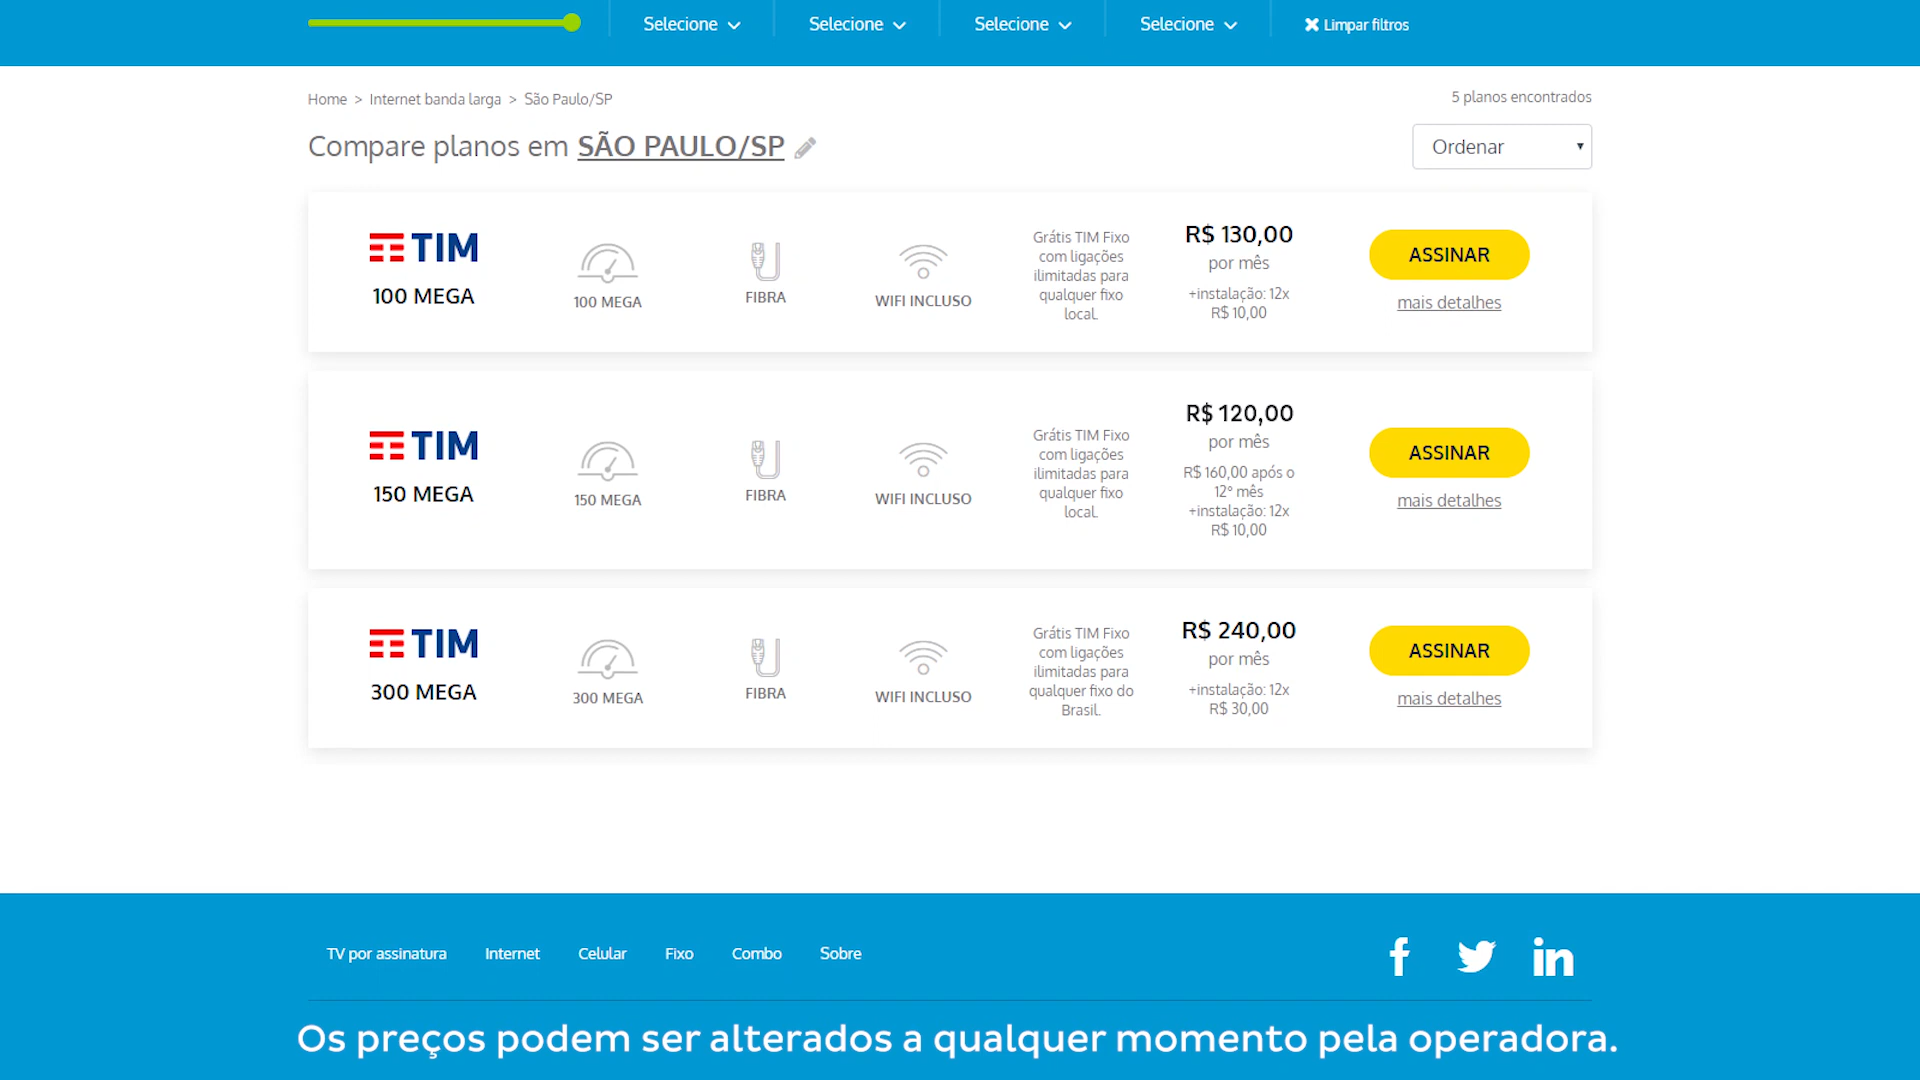 Selecione
Selecione
Selecione
Selecione
Limpar filtros
Home > Internet banda larga > São Paulo/SP
5 planos encontrados
Compare planos em SÃO PAULO/SP
Ordenar
TIM
100 MEGA
100 MEGA
FIBRA
WIFI INCLUSO
Grátis TIM Fixo
com ligações
ilimitadas para
qualquer fixo
local.
R$ 130,00
por mês
+instalação: 12x
R$ 10,00
ASSINAR
mais detalhes
TIM
150 MEGA
150 MEGA
FIBRA
WIFI INCLUSO
Grátis TIM Fixo
com ligações
ilimitadas para
qualquer fixo
local.
R$ 120,00
por mês
R$ 160,00 após o
12° mês
+instalação: 12x
R$ 10,00
ASSINAR
mais detalhes
TIM
300 MEGA
300 MEGA
FIBRA
WIFI INCLUSO
Grátis TIM Fixo
com ligações
ilimitadas para
qualquer fixo do
Brasil.
R$ 240,00
por mês
+instalação: 12x
R$ 30,00
ASSINAR
mais detalhes
TV por assinatura
Internet
Celular
Fixo
Combo
Sobre
Os preços podem ser alterados a qualquer momento pela operadora.